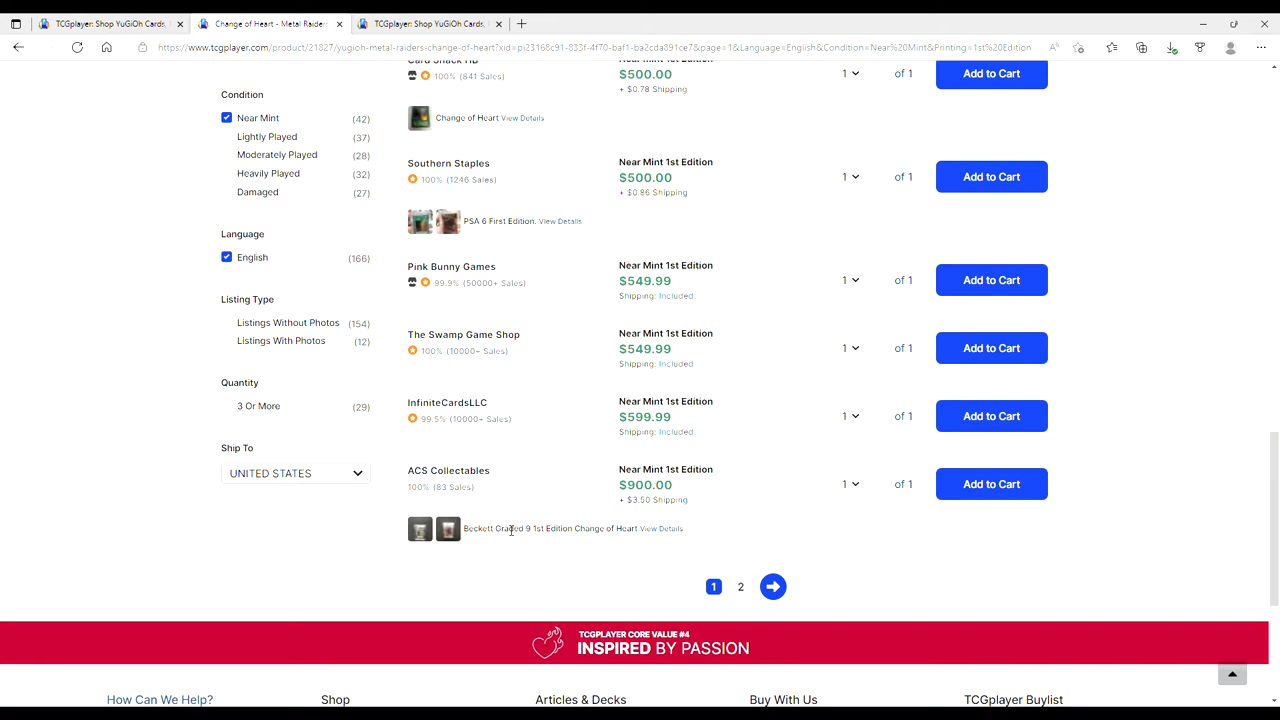 TCGplayer: Shop YuGiOh Cards,
Change of Heart - Metal Raiders
TCGplayer: Shop YuGiOh Cards,
https://www.tcgplayer.com/product/21827/yugioh-metal-raiders-change-of-heart?xid=pi23168c91-833f-4f70-baf1-ba2cda891ce7&page=1&Language=English&Condition=Near%20Mint&Printing=1st%20Edition
Condition
Near Mint (42)
Lightly Played (37)
Moderately Played (28)
Heavily Played (32)
Damaged (27)
Language
English (166)
Listing Type
Listings Without Photos (154)
Listings With Photos (12)
Quantity
3 Or More (29)
Ship To
UNITED STATES
Near Mint 1st Edition
100% (841 Sales) $500.00 1 of 1 Add to Cart
+ $0.78 Shipping
Change of Heart View Details
Southern Staples Near Mint 1st Edition
100% (1246 Sales) $500.00 1 of 1 Add to Cart
+ $0.86 Shipping
PSA 6 First Edition. View Details
Pink Bunny Games Near Mint 1st Edition
99.9% (50000+ Sales) $549.99 1 of 1 Add to Cart
Shipping: Included
The Swamp Game Shop Near Mint 1st Edition
100% (10000+ Sales) $549.99 1 of 1 Add to Cart
Shipping: Included
InfiniteCardsLLC Near Mint 1st Edition
99.5% (10000+ Sales) $599.99 1 of 1 Add to Cart
Shipping: Included
ACS Collectables Near Mint 1st Edition
100% (83 Sales) $900.00 1 of 1 Add to Cart
+ $3.50 Shipping
Beckett Graded 9 1st Edition Change of Heart View Details
1 2
TCGPLAYER CORE VALUE #4
INSPIRED BY PASSION
How Can We Help? Shop Articles & Decks Buy With Us TCGplayer Buylist